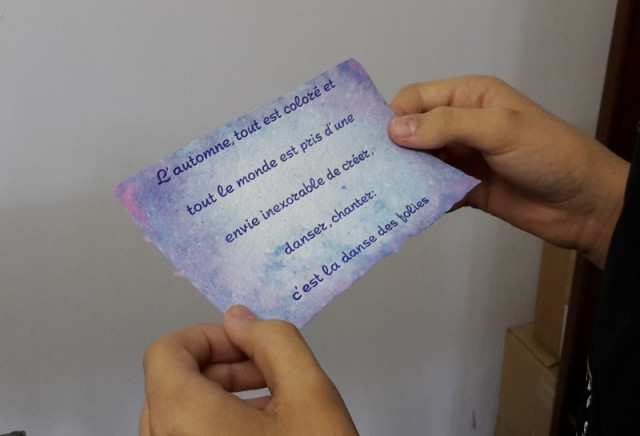 L'automne, tout est coloré et
tout le monde est pris d'une
envie inexorable de créer,
danser, chanter:
c'est la danse des folies